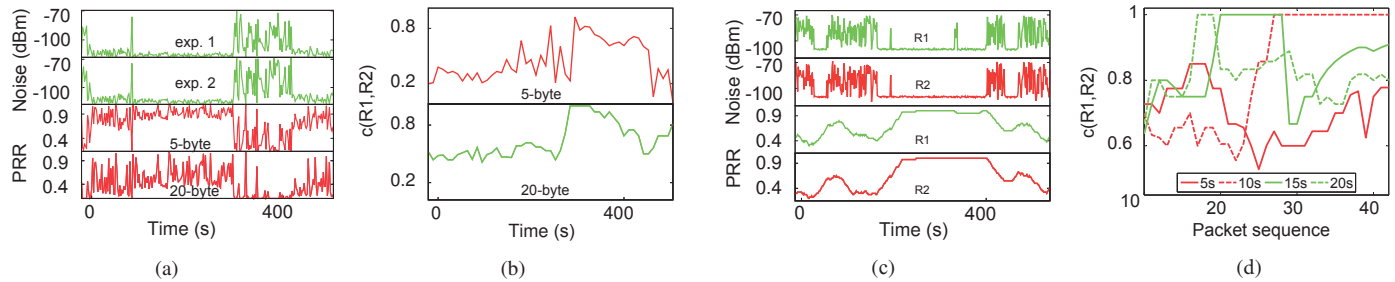 Noise (dBm)
PRR
-70
-100
-70
-100
0.9
0.4
0.9
0.4
exp. 1
exp. 2
5-byte
20-byte
0
400
Time (s)
(a)
c(R1,R2)
0.8
0.2
0.8
0.2
5-byte
20-byte
0
400
Time (s)
(b)
Noise (dBm)
PRR
-70
-100
-70
-100
0.9
0.4
0.9
0.4
R1
R2
R1
R2
0
400
Time (s)
(c)
c(R1,R2)
1
0.8
0.6
5s 10s 15s 20s
10
20
30
40
Packet sequence
(d)